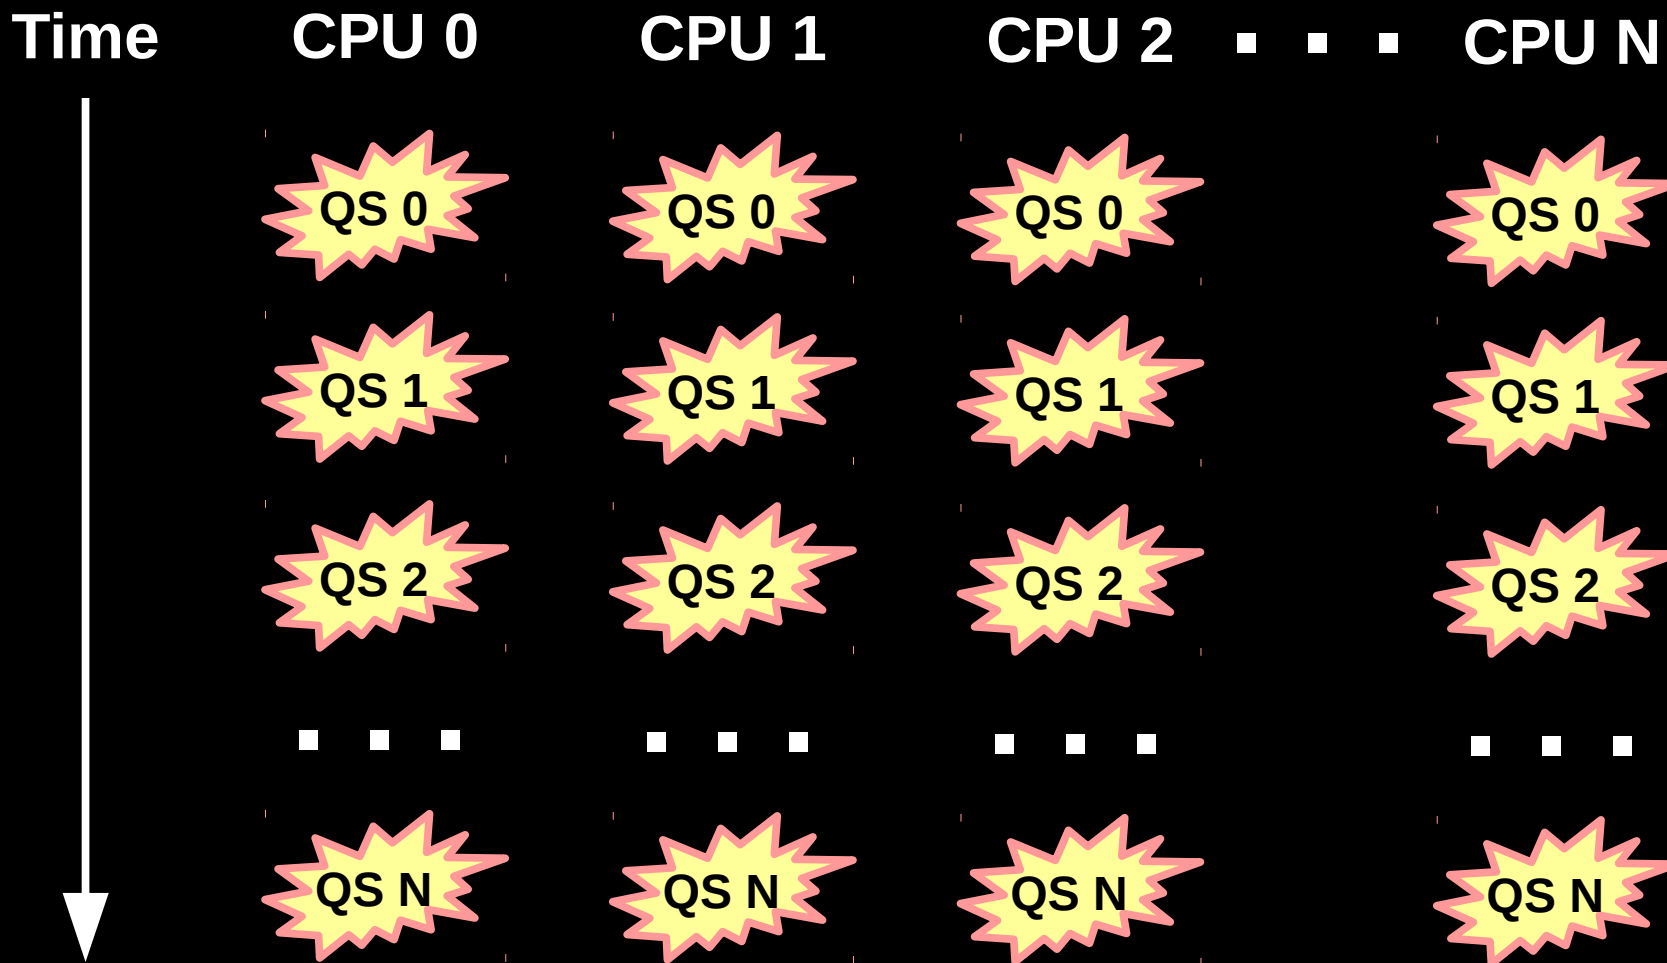 Time CPU 0 CPU 1 CPU 2 ... CPU N
QS 0 QS 0 QS 0 QS 0
QS 1 QS 1 QS 1 QS 1
QS 2 QS 2 QS 2 QS 2
... ... ... ...
QS N QS N QS N QS N